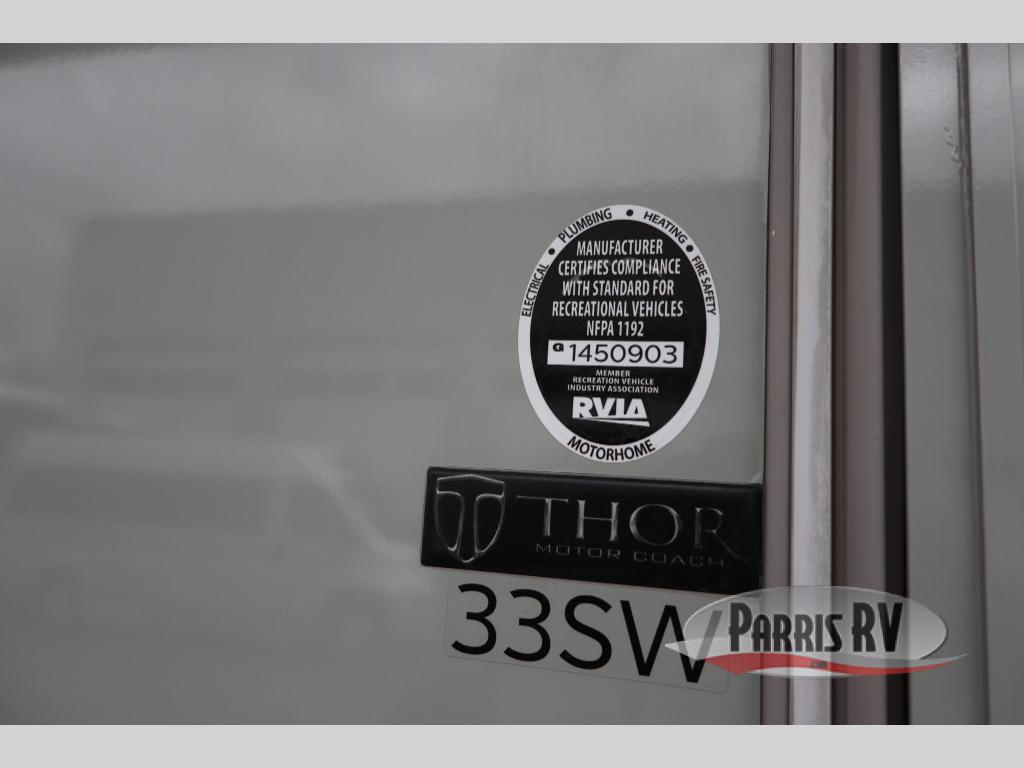 ELECTRICAL • PLUMBING • HEATING • FIRE SAFETY
MANUFACTURER
CERTIFIES COMPLIANCE
WITH STANDARD FOR
RECREATIONAL VEHICLES
NFPA 1192
G 1450903
MEMBER
RECREATION VEHICLE
INDUSTRY ASSOCIATION
RVIA
MOTORHOME
THOR
MOTOR COACH
33SW
PARRIS RV
.com